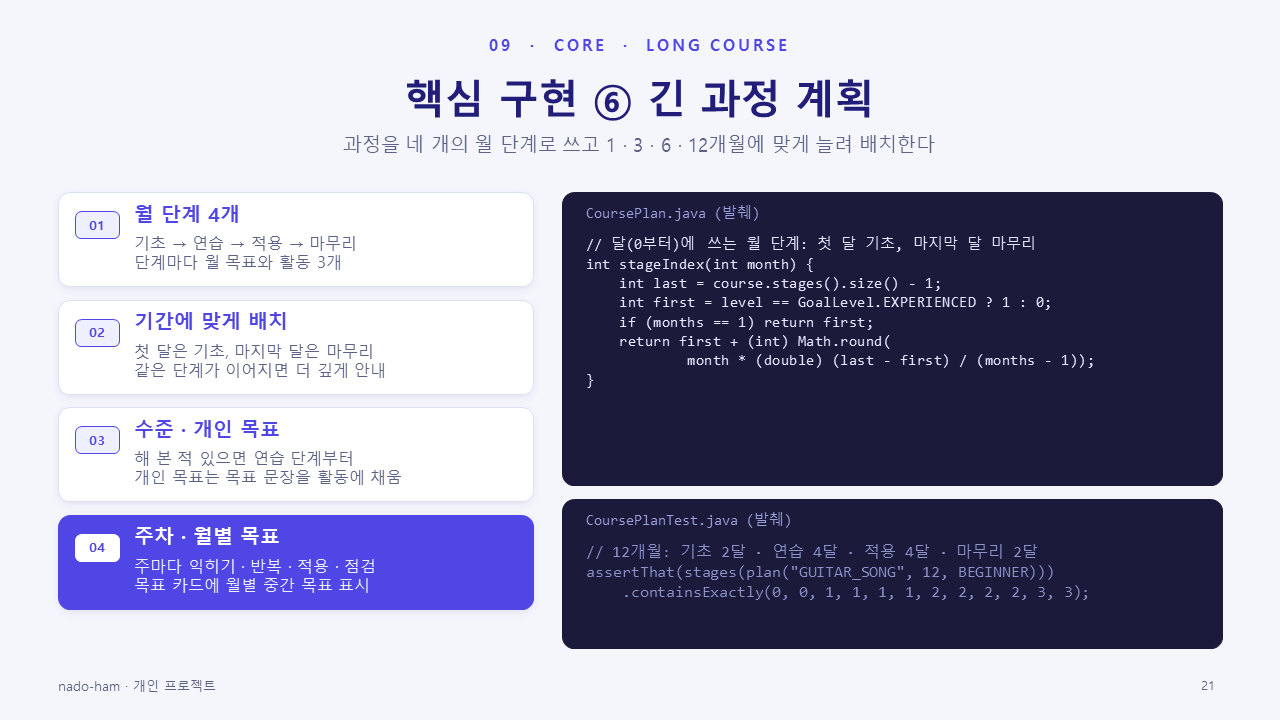 09 · CORE · LONG COURSE
핵심 구현 ⑥ 긴 과정 계획
과정을 네 개의 월 단계로 쓰고 1 · 3 · 6 · 12개월에 맞게 늘려 배치한다
01
월 단계 4개
기초 → 연습 → 적용 → 마무리
단계마다 월 목표와 활동 3개
02
기간에 맞게 배치
첫 달은 기초, 마지막 달은 마무리
같은 단계가 이어지면 더 깊게 안내
03
수준 · 개인 목표
해 본 적 있으면 연습 단계부터
개인 목표는 목표 문장을 활동에 채움
04
주차 · 월별 목표
주마다 익히기 · 반복 · 적용 · 점검
목표 카드에 월별 중간 목표 표시
CoursePlan.java (발췌)
// 달(0부터)에 쓰는 월 단계: 첫 달 기초, 마지막 달 마무리
int stageIndex(int month) {
    int last = course.stages().size() - 1;
    int first = level == GoalLevel.EXPERIENCED ? 1 : 0;
    if (months == 1) return first;
    return first + (int) Math.round(
            month * (double) (last - first) / (months - 1));
}
CoursePlanTest.java (발췌)
// 12개월: 기초 2달 · 연습 4달 · 적용 4달 · 마무리 2달
assertThat(stages(plan("GUITAR_SONG", 12, BEGINNER)))
    .containsExactly(0, 0, 1, 1, 1, 1, 2, 2, 2, 2, 3, 3);
nado-ham · 개인 프로젝트
21